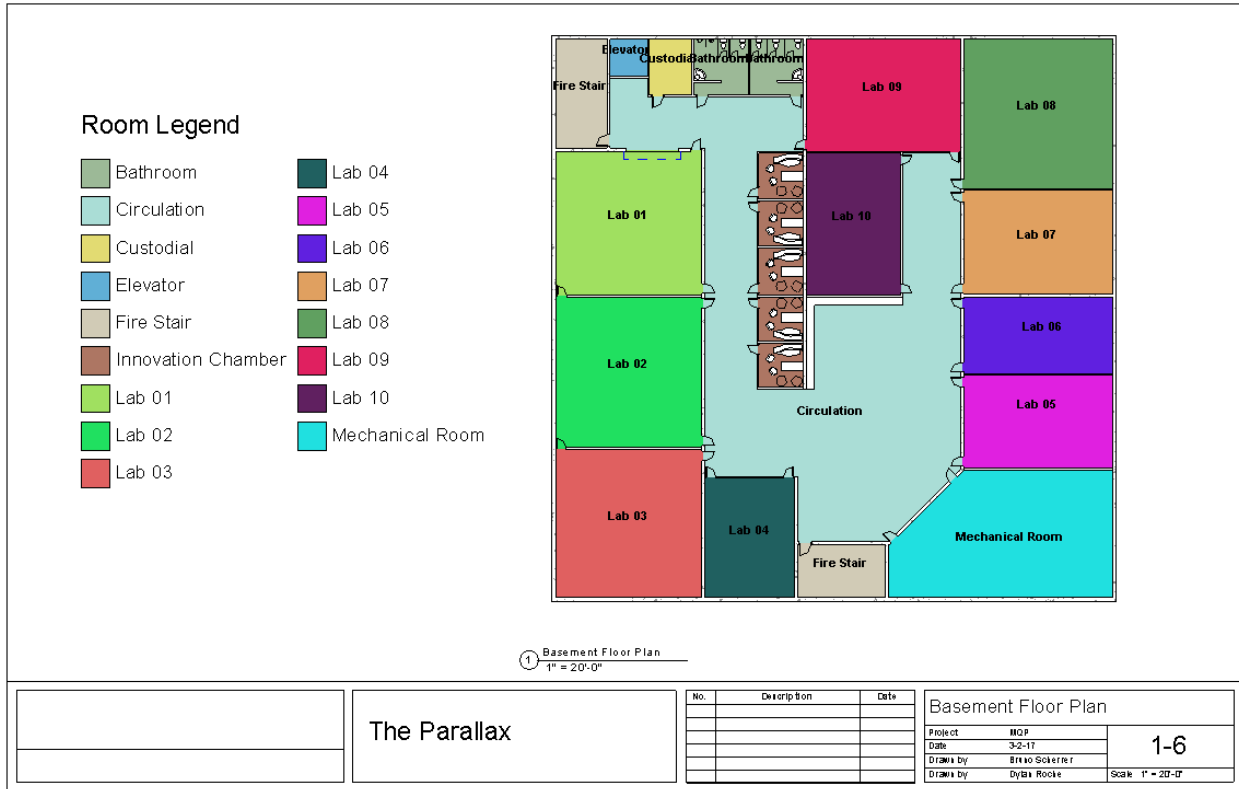 Room Legend
Bathroom
Circulation
Custodial
Elevator
Fire Stair
Innovation Chamber
Lab 01
Lab 02
Lab 03
Lab 04
Lab 05
Lab 06
Lab 07
Lab 08
Lab 09
Lab 10
Mechanical Room
Elevator
Custodial
Bathroom
Bathroom
Fire Stair
Lab 09
Lab 08
Lab 01
Lab 10
Lab 07
Lab 06
Lab 02
Lab 05
Circulation
Lab 03
Lab 04
Mechanical Room
Fire Stair
1 Basement Floor Plan
1" = 20'-0"
The Parallax
No. Description Date
Basement Floor Plan
Project MQP
Date 3-2-17
Drawn by Bruno Scherrer
Drawn by Dylan Roche
1-6
Scale 1" = 20'-0"